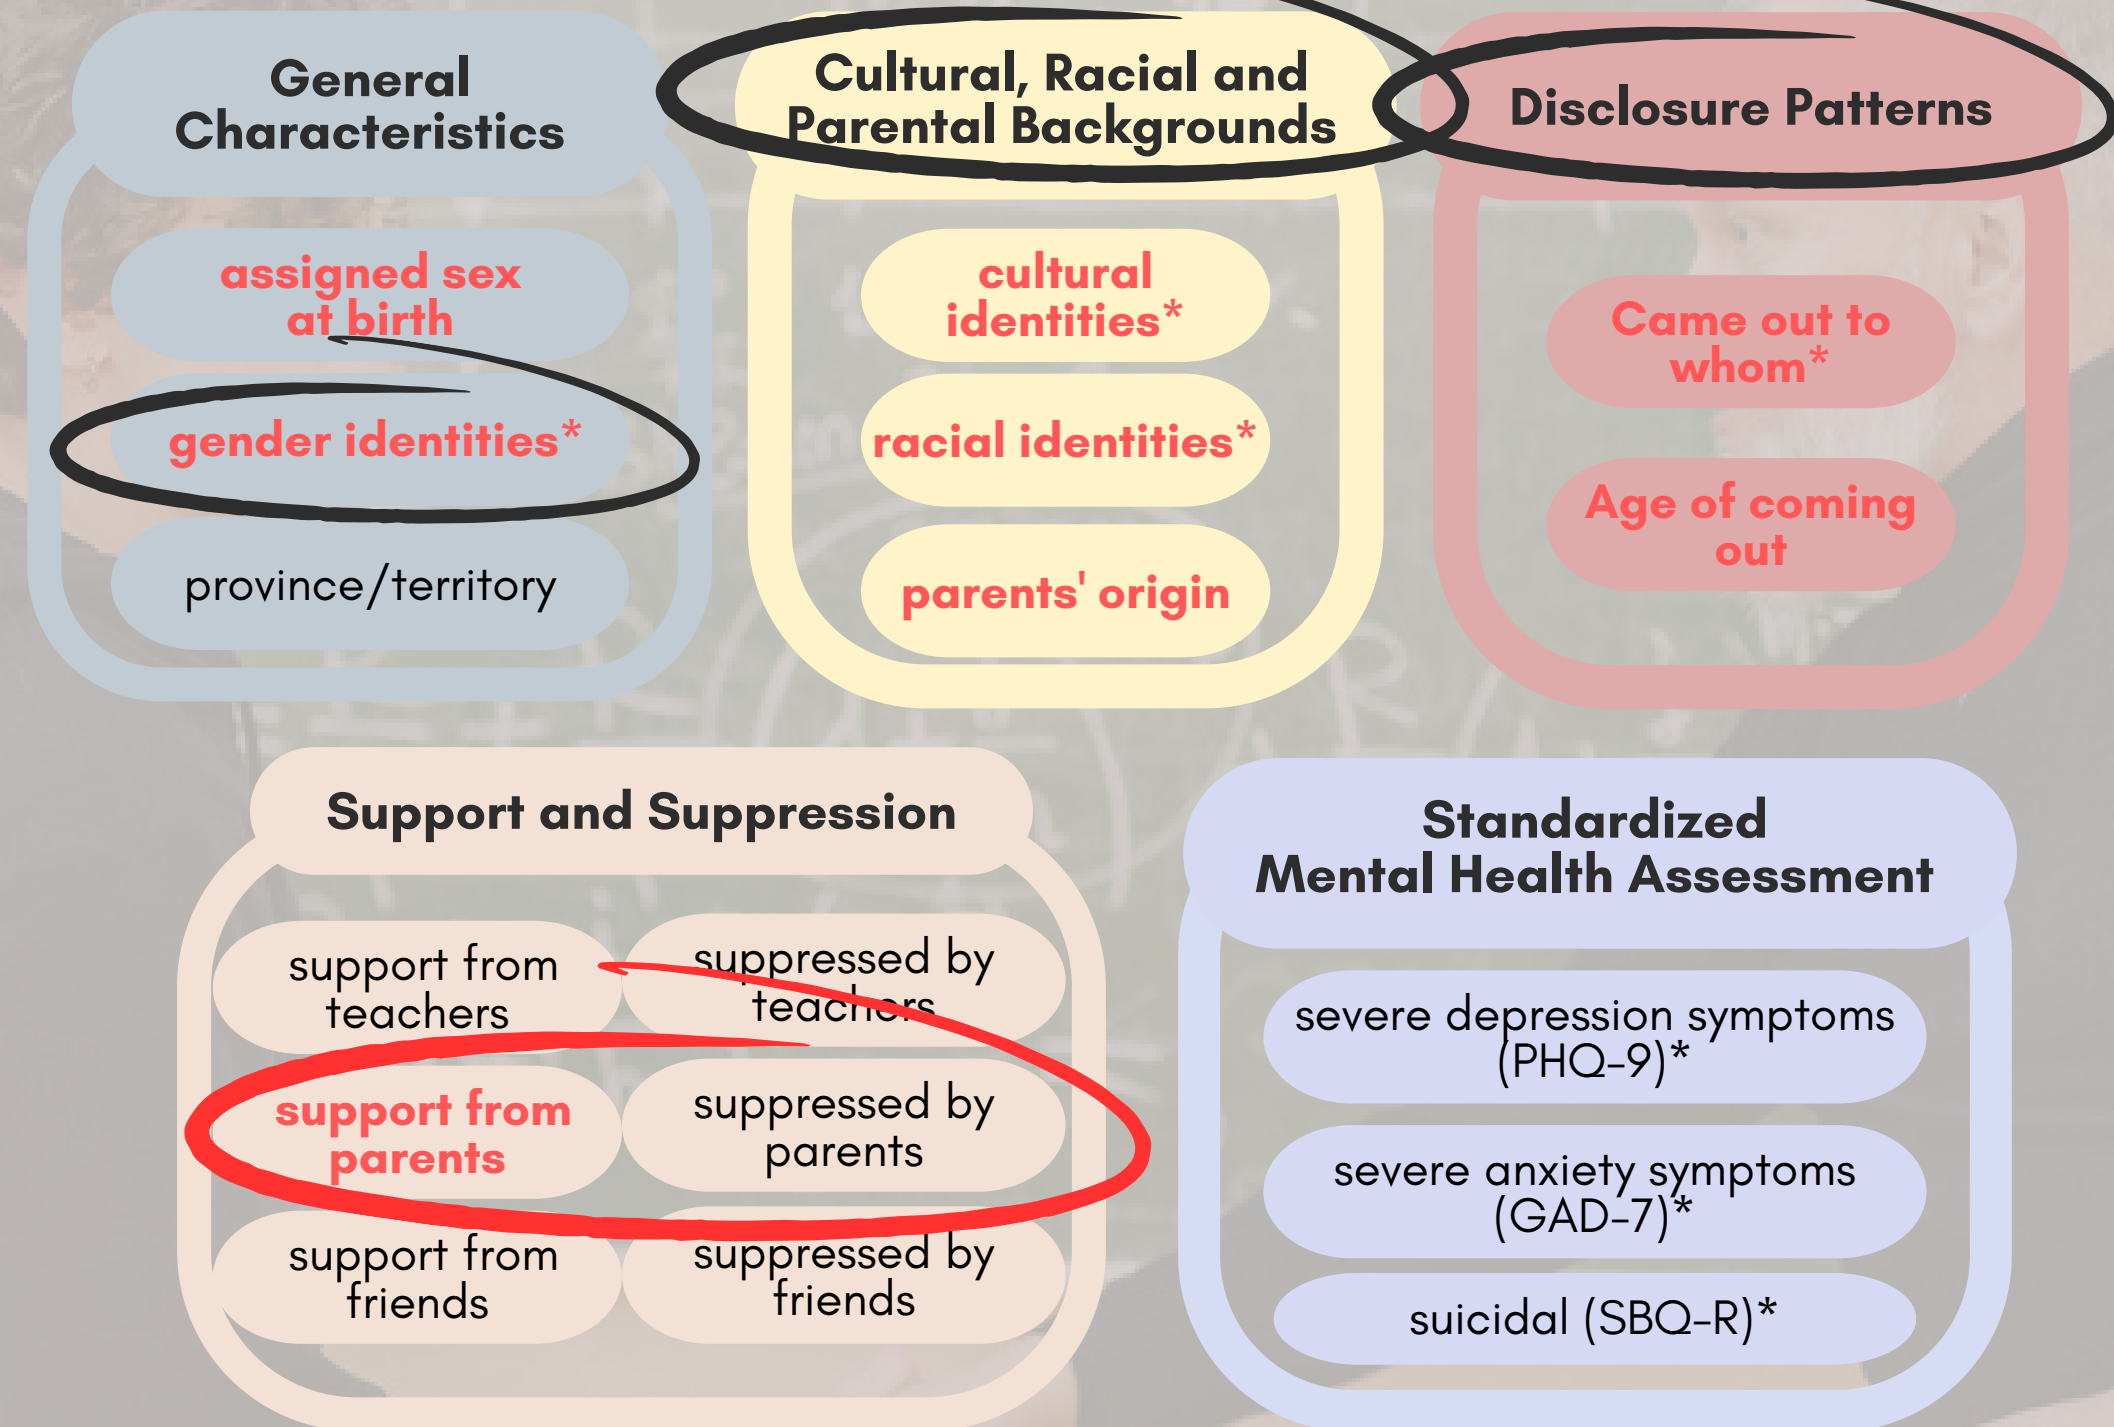 General
Characteristics
assigned sex
at birth
gender identities*
province/territory
Cultural, Racial and
Parental Backgrounds
cultural
identities*
racial identities*
parents' origin
Disclosure Patterns
Came out to
whom*
Age of coming
out
Support and Suppression
support from
teachers
suppressed by
teachers
support from
parents
suppressed by
parents
support from
friends
suppressed by
friends
Standardized
Mental Health Assessment
severe depression symptoms
(PHQ-9)*
severe anxiety symptoms
(GAD-7)*
suicidal (SBQ-R)*